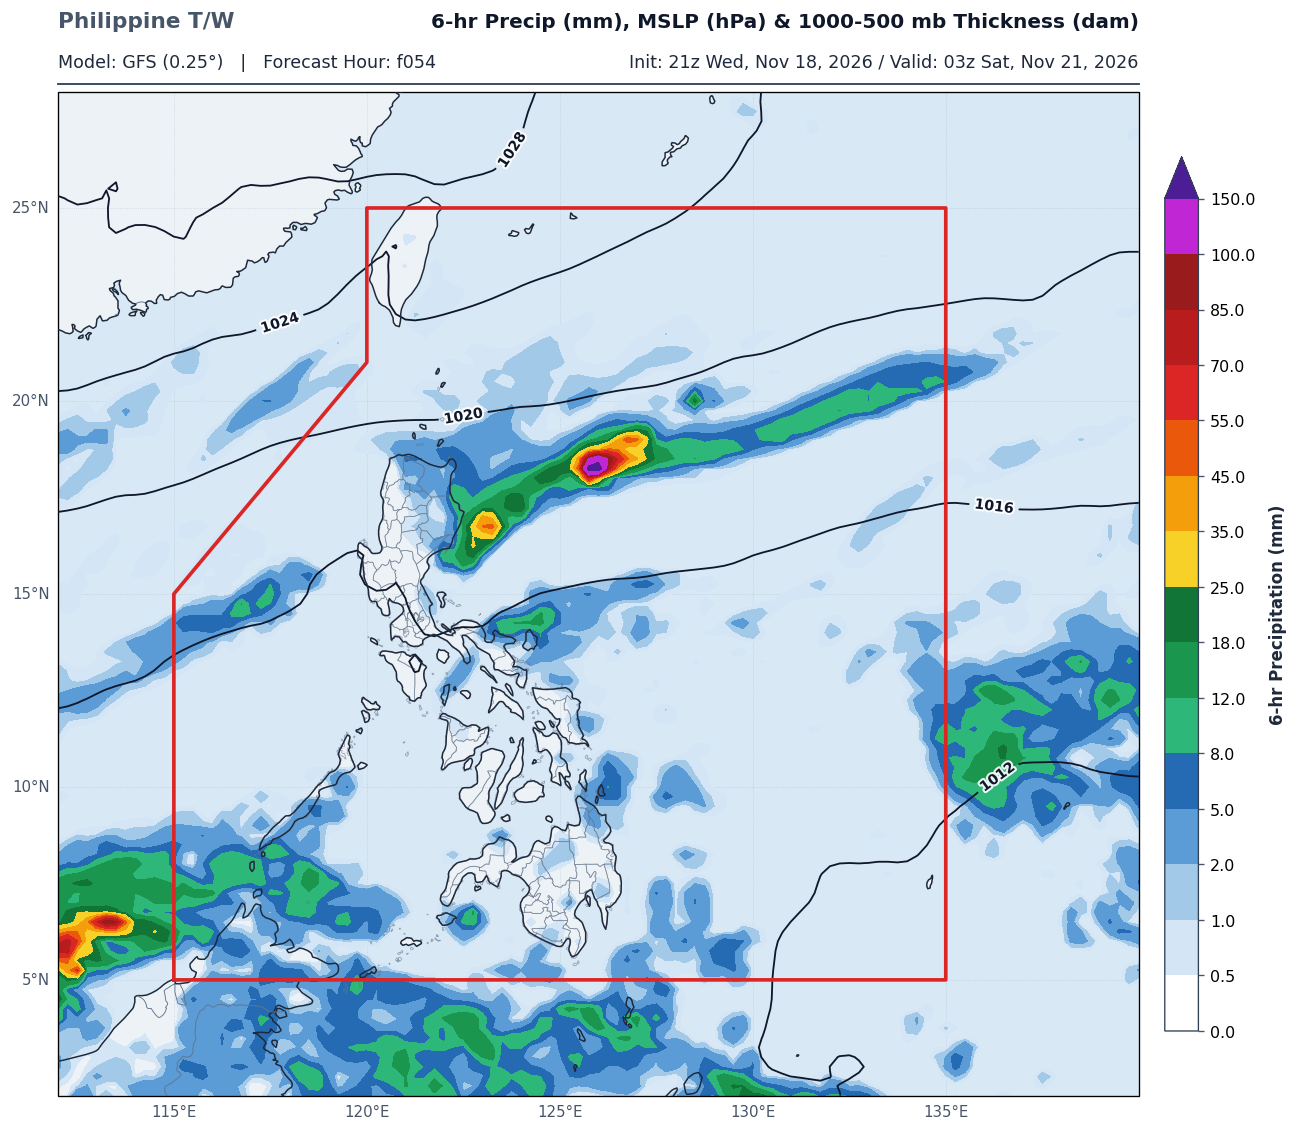 Philippine T/W
6-hr Precip (mm), MSLP (hPa) & 1000-500 mb Thickness (dam)
Model: GFS (0.25°) | Forecast Hour: f054
Init: 21z Wed, Nov 18, 2026 / Valid: 03z Sat, Nov 21, 2026
25°N
20°N
15°N
10°N
5°N
115°E
120°E
125°E
130°E
135°E
1028
1024
1020
1016
1012
150.0
100.0
85.0
70.0
55.0
45.0
35.0
25.0
18.0
12.0
8.0
5.0
2.0
1.0
0.5
0.0
6-hr Precipitation (mm)